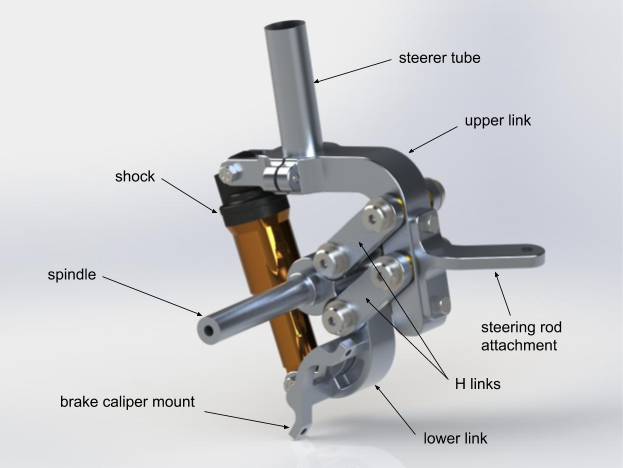 steerer tube
upper link
shock
spindle
steering rod
attachment
H links
brake caliper mount
lower link